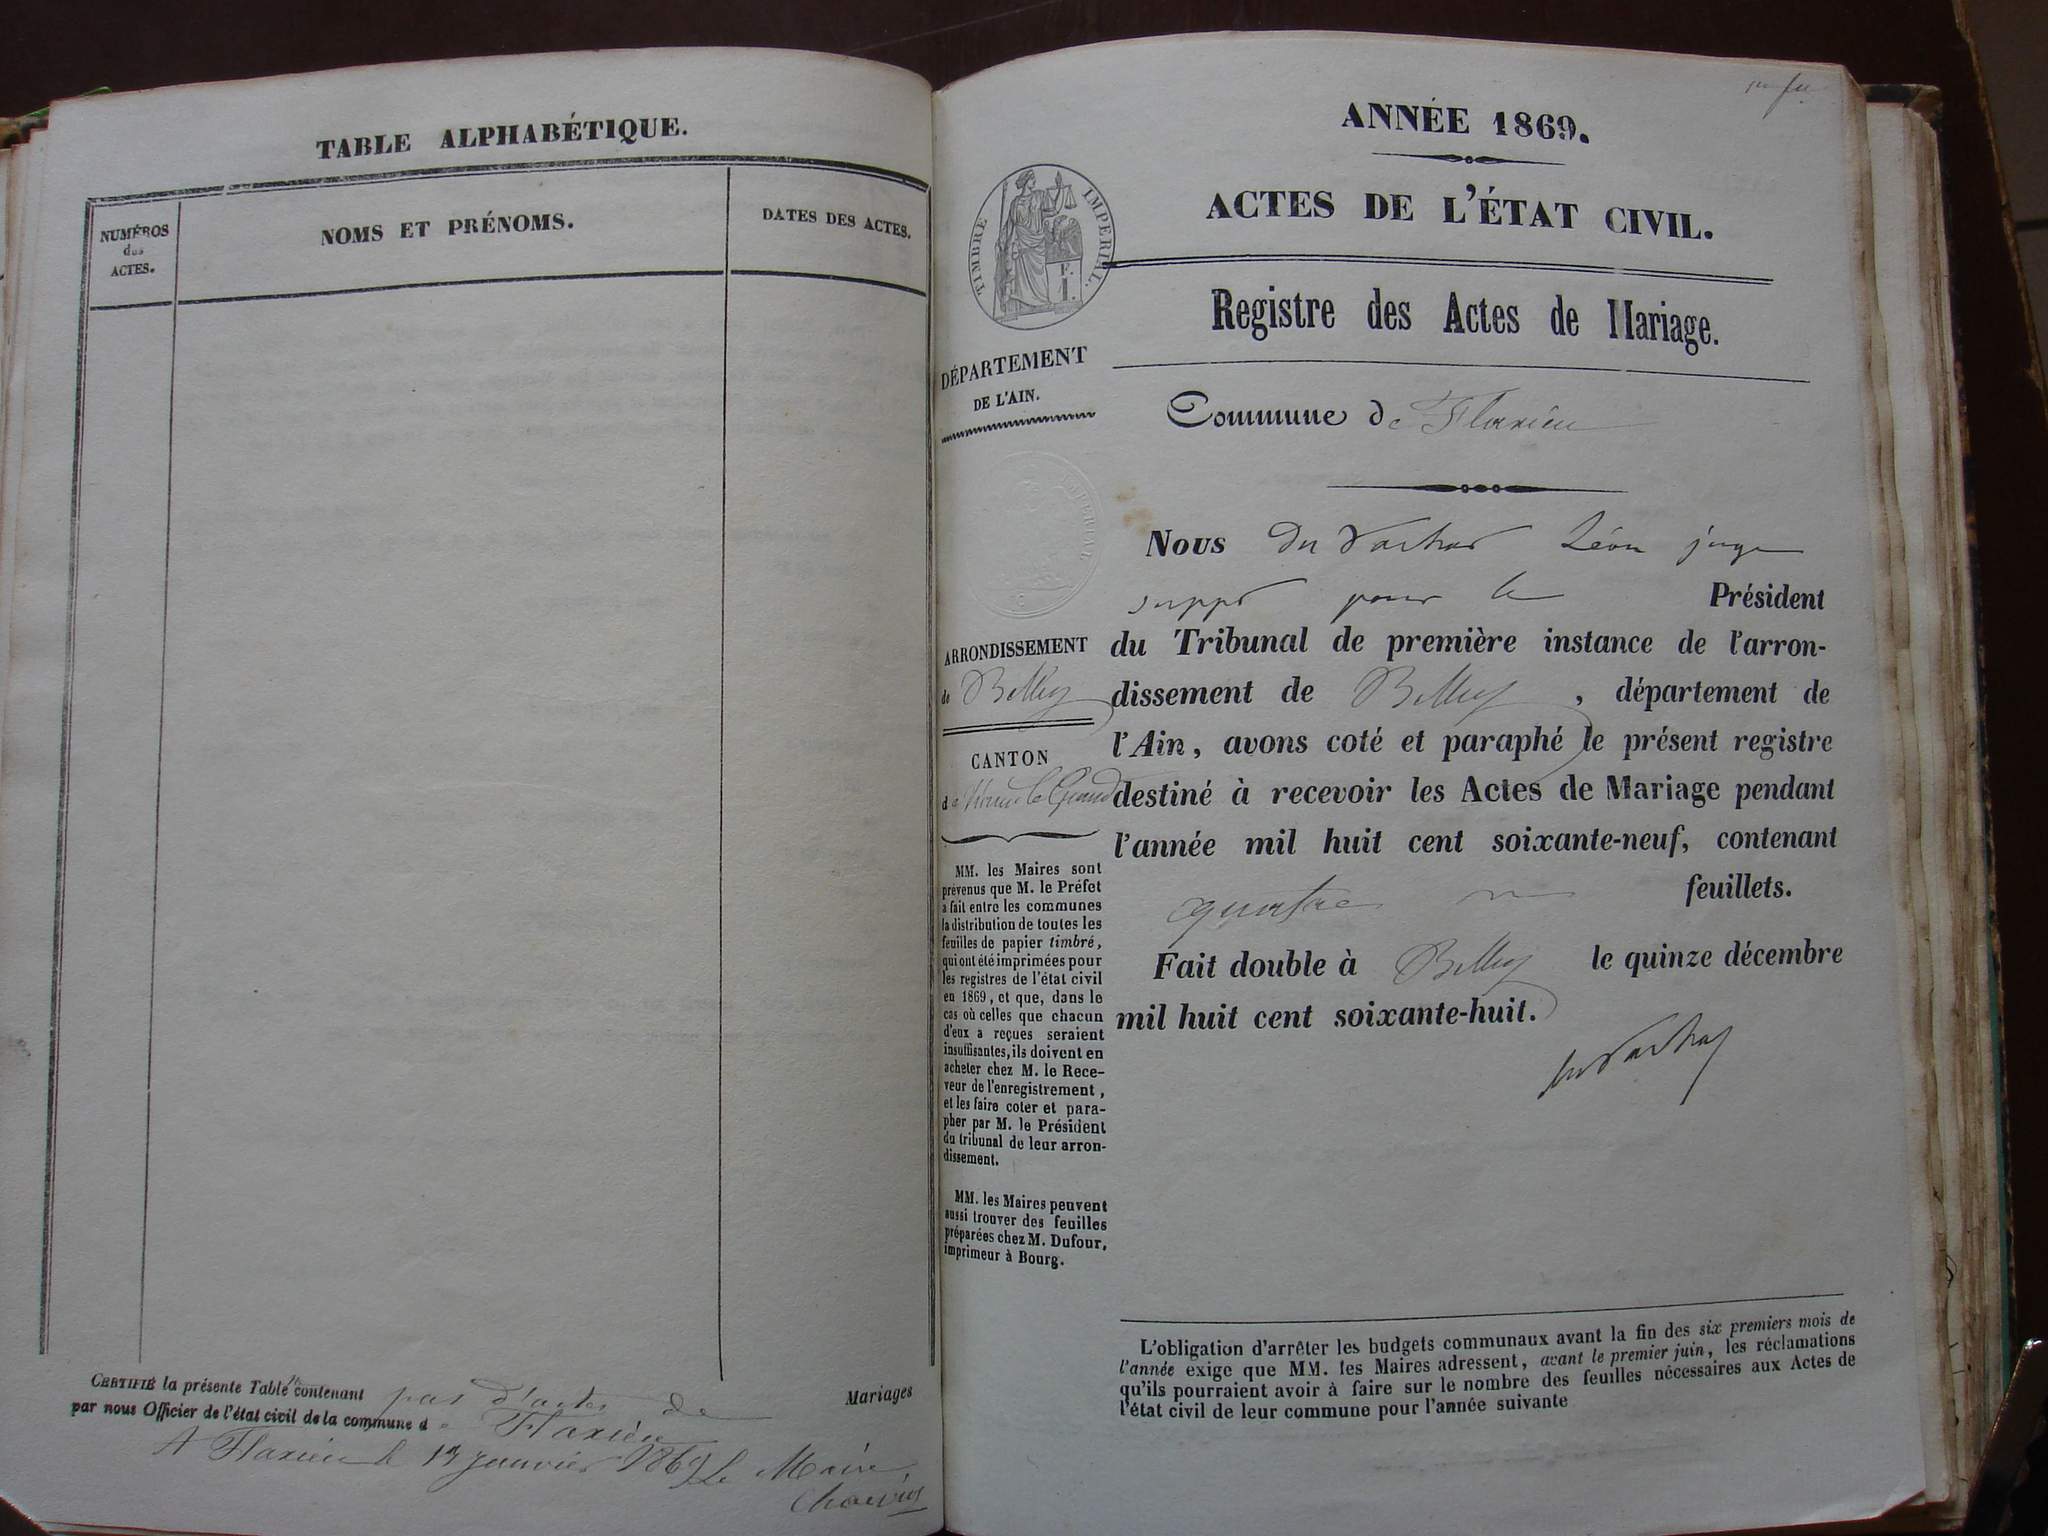 TABLE ALPHABÉTIQUE.
NUMÉROS
des
ACTES.
NOMS ET PRÉNOMS.
DATES DES ACTES.
CERTIFIÉ la présente Table contenant pas d'actes de Mariages
par nous Officier de l'état civil de la commune de Flaxieu
A Flaxieu le janvier 1869 Le Maire,
ANNÉE 1869.
ACTES DE L'ÉTAT CIVIL.
TIMBRE IMPERIAL.
F.
I.
Registre des Actes de Mariage.
DÉPARTEMENT
DE L'AIN.
Commune de Flaxieu
IMPERIAL
Nous Léon juge
suppt pour le Président
du Tribunal de première instance de l'arron-
dissement de Belley, département de
l'Ain, avons coté et paraphé le présent registre
destiné à recevoir les Actes de Mariage pendant
l'année mil huit cent soixante-neuf, contenant
quatre feuillets.
Fait double à Belley le quinze décembre
mil huit cent soixante-huit.
ARRONDISSEMENT
de Belley
CANTON
de Virieu le Grand
MM. les Maires sont
prévenus que M. le Préfet
a fait entre les communes
la distribution de toutes les
feuilles de papier timbré,
qui ont été imprimées pour
les registres de l'état civil
en 1869, et que, dans le
cas où celles que chacun
d'eux a reçues seraient
insuffisantes, ils doivent en
acheter chez M. le Rece-
veur de l'enregistrement,
et les faire coter et para-
pher par M. le Président
du tribunal de leur arron-
dissement.
MM. les Maires peuvent
aussi trouver des feuilles
préparées chez M. Dufour,
imprimeur à Bourg.
L'obligation d'arrêter les budgets communaux avant la fin des six premiers mois de
l'année exige que MM. les Maires adressent, avant le premier juin, les réclamations
qu'ils pourraient avoir à faire sur le nombre des feuilles nécessaires aux Actes de
l'état civil de leur commune pour l'année suivante